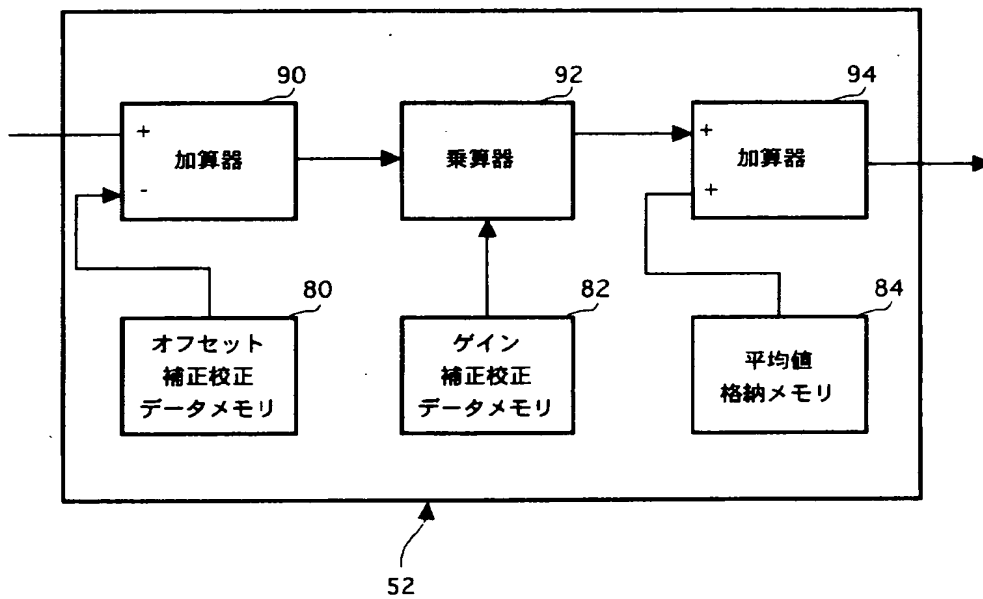 90
92
94
+
加算器
-
乗算器
+
加算器
+
80
82
84
オフセット
補正校正
データメモリ
ゲイン
補正校正
データメモリ
平均値
格納メモリ
52